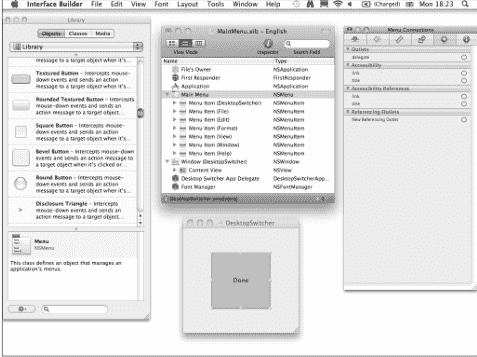 Interface Builder File Edit View Font Layout Tools Window Help (Charged) Mon 18:23
Library
Objects Classes Media
Library
message to a target object when it's...
Textured Button – Intercepts mouse-
down events and sends an action
message to a target object when it's...
Rounded Textured Button – Intercepts
mouse-down events and sends an
action message to a target object...
Square Button – Intercepts mouse-
down events and sends an action
message to a target object when it's...
Bevel Button – Intercepts mouse-down
events and sends an action message to
a target object when it's clicked or...
Round Button – Intercepts mouse-
down events and sends an action
message to a target object when it's...
Disclosure Triangle – Intercepts
mouse-down events and sends an
action message to a target object...
Menu
NSMenu
This class defines an object that manages an
application's menus.
MainMenu.xib – English
View Mode Inspector Search Field
Name Type
File's Owner NSApplication
First Responder FirstResponder
Application NSApplication
Main Menu NSMenu
Menu Item (DesktopSwitcher) NSMenuItem
Menu Item (File) NSMenuItem
Menu Item (Edit) NSMenuItem
Menu Item (Format) NSMenuItem
Menu Item (View) NSMenuItem
Menu Item (Window) NSMenuItem
Menu Item (Help) NSMenuItem
Window (DesktopSwitcher) NSWindow
Content View NSView
Desktop Switcher App Delegate DesktopSwitcherApp...
Font Manager NSFontManager
DesktopSwitcher.xcodeproj
DesktopSwitcher
Done
Menu Connections
Outlets
delegate
Accessibility
link
title
Accessibility References
link
title
Referencing Outlets
New Referencing Outlet